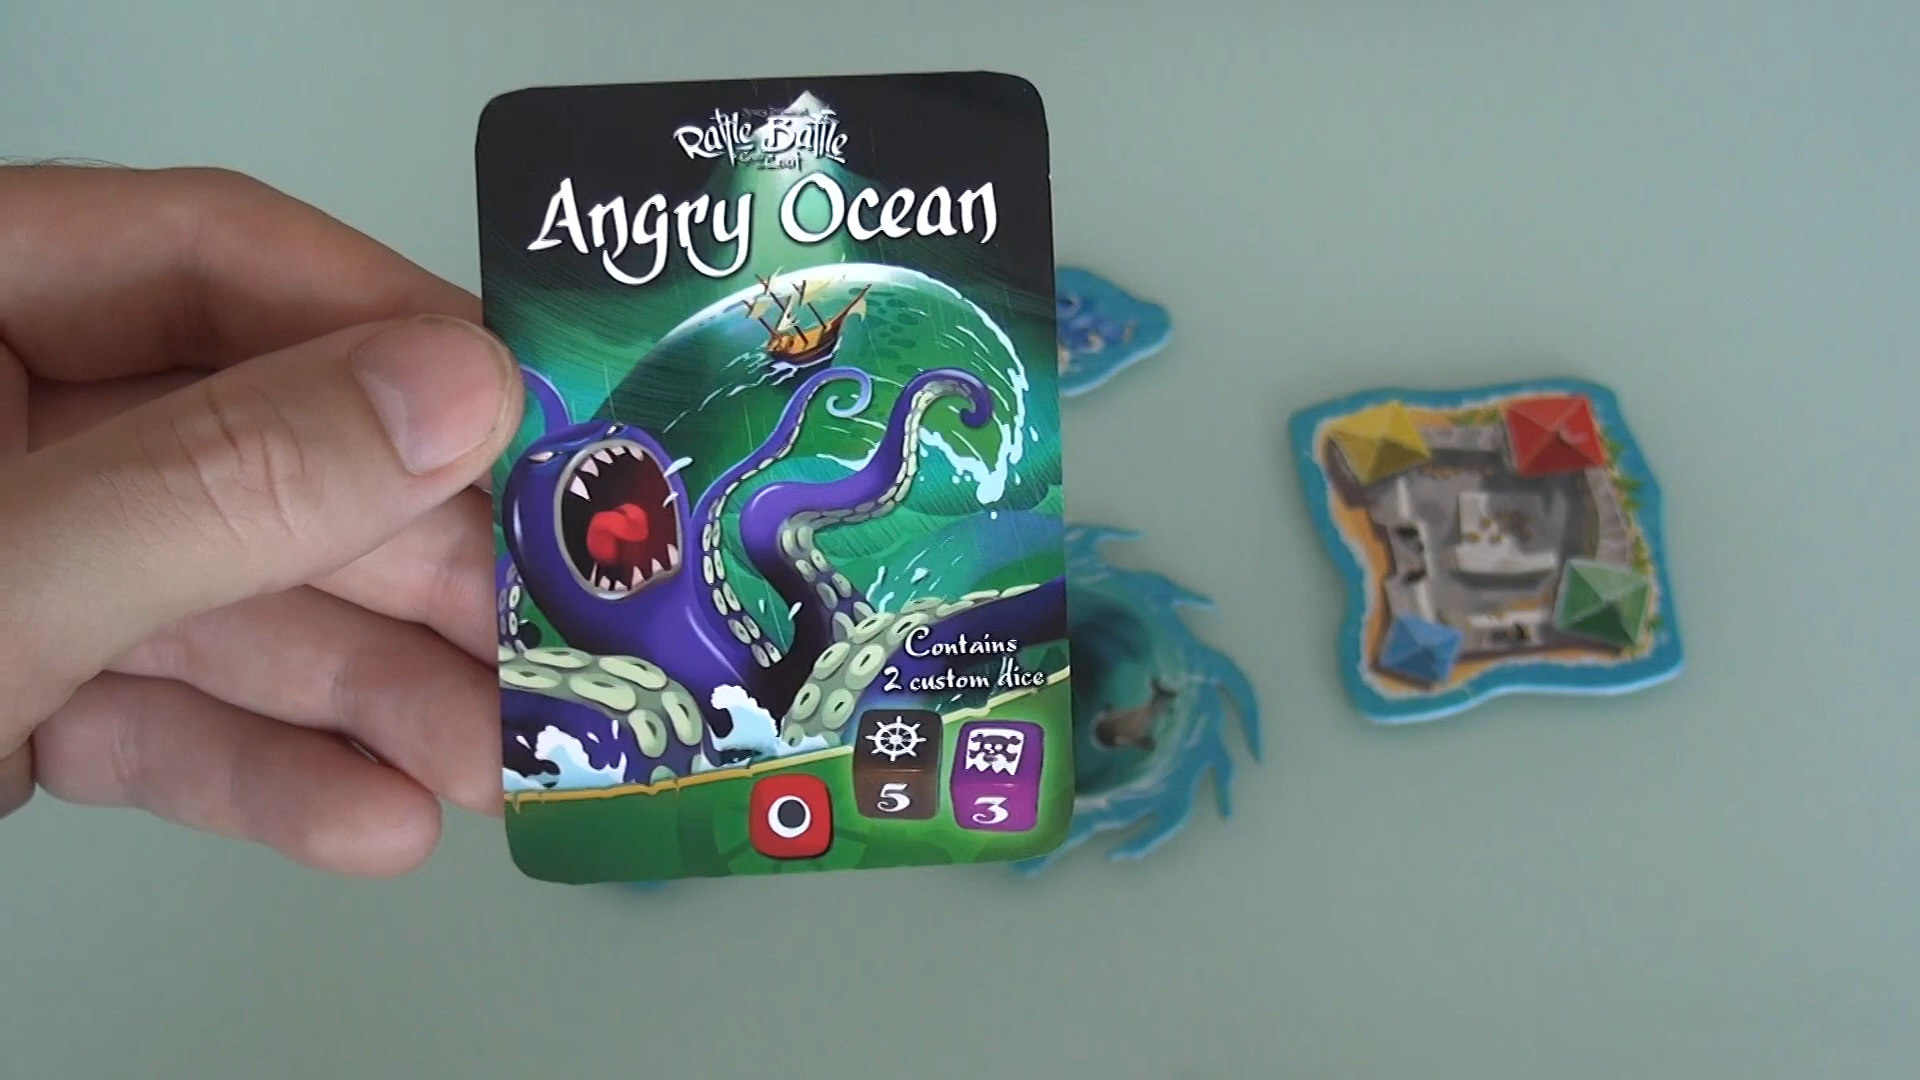 Rattle Battle
Angry Ocean
Contains
2 custom dice
5
3